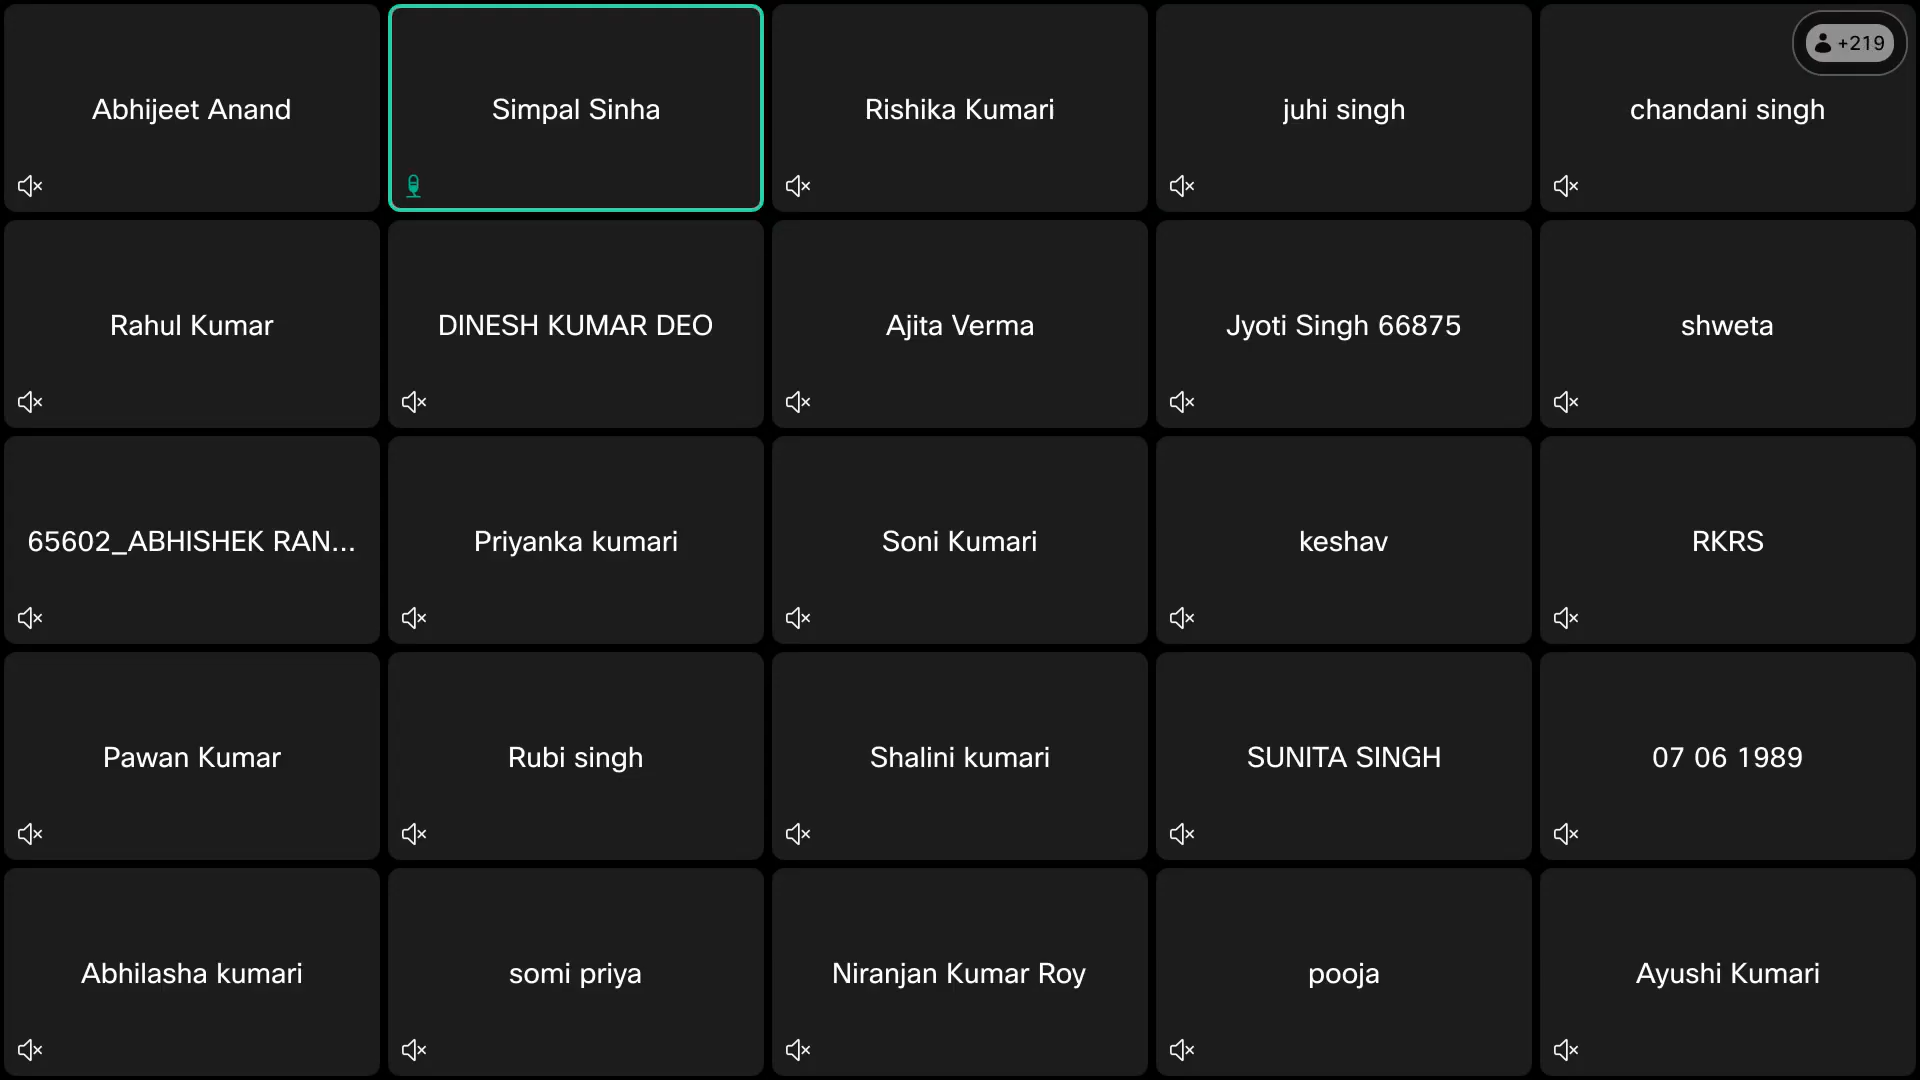 Abhijeet Anand
Simpal Sinha
Rishika Kumari
juhi singh
chandani singh
+219
Rahul Kumar
DINESH KUMAR DEO
Ajita Verma
Jyoti Singh 66875
shweta
65602_ABHISHEK RAN...
Priyanka kumari
Soni Kumari
keshav
RKRS
Pawan Kumar
Rubi singh
Shalini kumari
SUNITA SINGH
07 06 1989
Abhilasha kumari
somi priya
Niranjan Kumar Roy
pooja
Ayushi Kumari